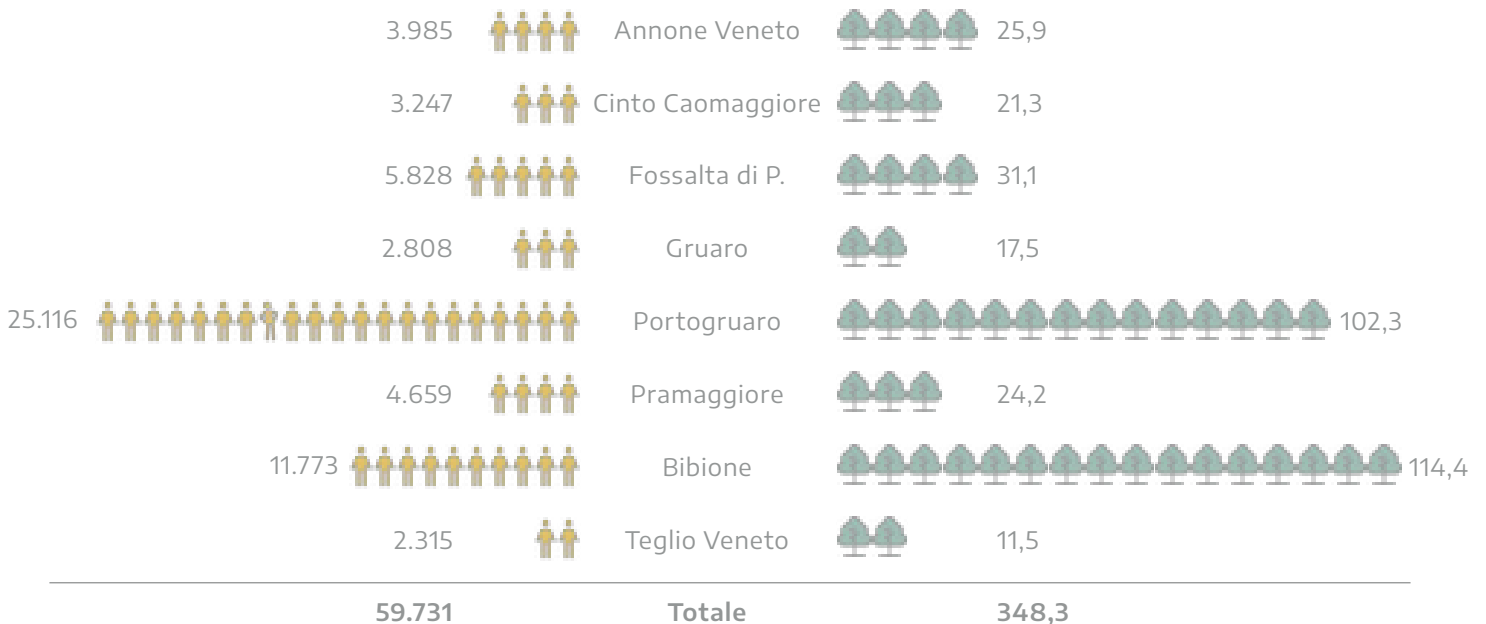 3.985 Annone Veneto 25,9
3.247 Cinto Caomaggiore 21,3
5.828 Fossalta di P. 31,1
2.808 Gruaro 17,5
25.116 Portogruaro 102,3
4.659 Pramaggiore 24,2
11.773 Bibione 114,4
2.315 Teglio Veneto 11,5
59.731 Totale 348,3